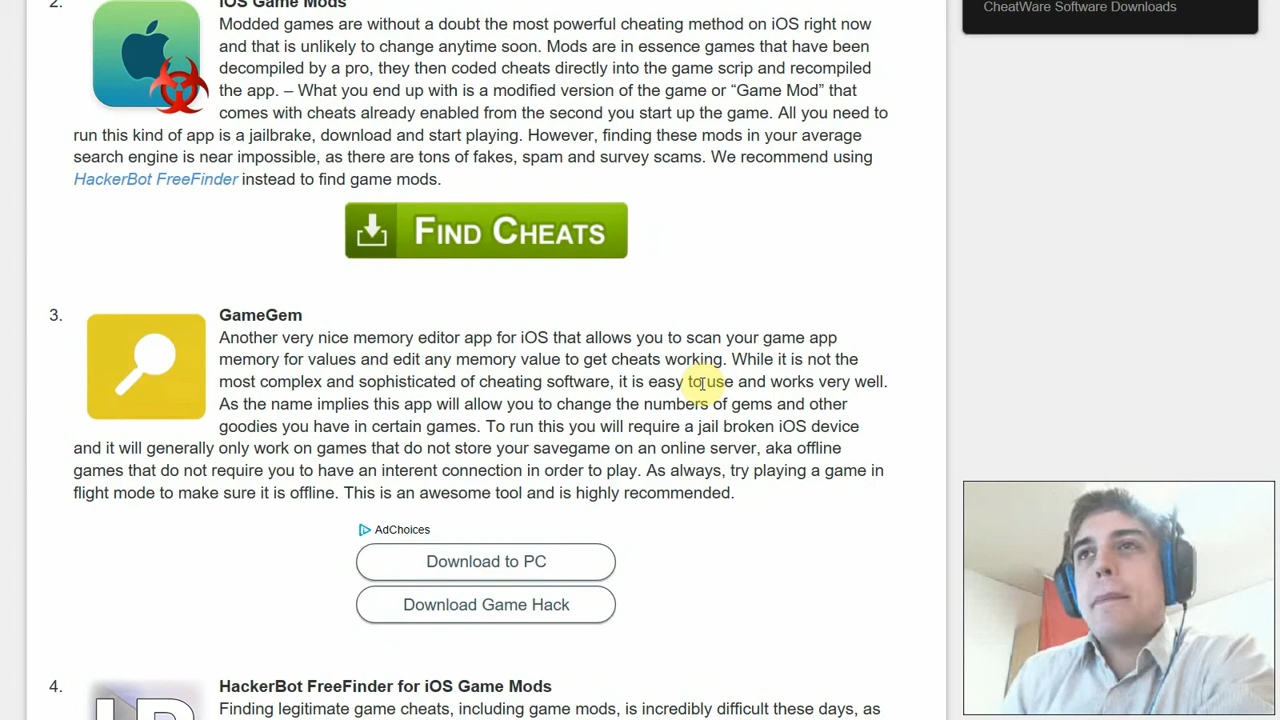 2.
iOS Game Mods
CheatWare Software Downloads
Modded games are without a doubt the most powerful cheating method on iOS right now
and that is unlikely to change anytime soon. Mods are in essence games that have been
decompiled by a pro, they then coded cheats directly into the game scrip and recompiled
the app. – What you end up with is a modified version of the game or “Game Mod” that
comes with cheats already enabled from the second you start up the game. All you need to
run this kind of app is a jailbrake, download and start playing. However, finding these mods in your average
search engine is near impossible, as there are tons of fakes, spam and survey scams. We recommend using
HackerBot FreeFinder instead to find game mods.
FIND CHEATS
3.
GameGem
Another very nice memory editor app for iOS that allows you to scan your game app
memory for values and edit any memory value to get cheats working. While it is not the
most complex and sophisticated of cheating software, it is easy to use and works very well.
As the name implies this app will allow you to change the numbers of gems and other
goodies you have in certain games. To run this you will require a jail broken iOS device
and it will generally only work on games that do not store your savegame on an online server, aka offline
games that do not require you to have an interent connection in order to play. As always, try playing a game in
flight mode to make sure it is offline. This is an awesome tool and is highly recommended.
AdChoices
Download to PC
Download Game Hack
4.
HackerBot FreeFinder for iOS Game Mods
Finding legitimate game cheats, including game mods, is incredibly difficult these days, as